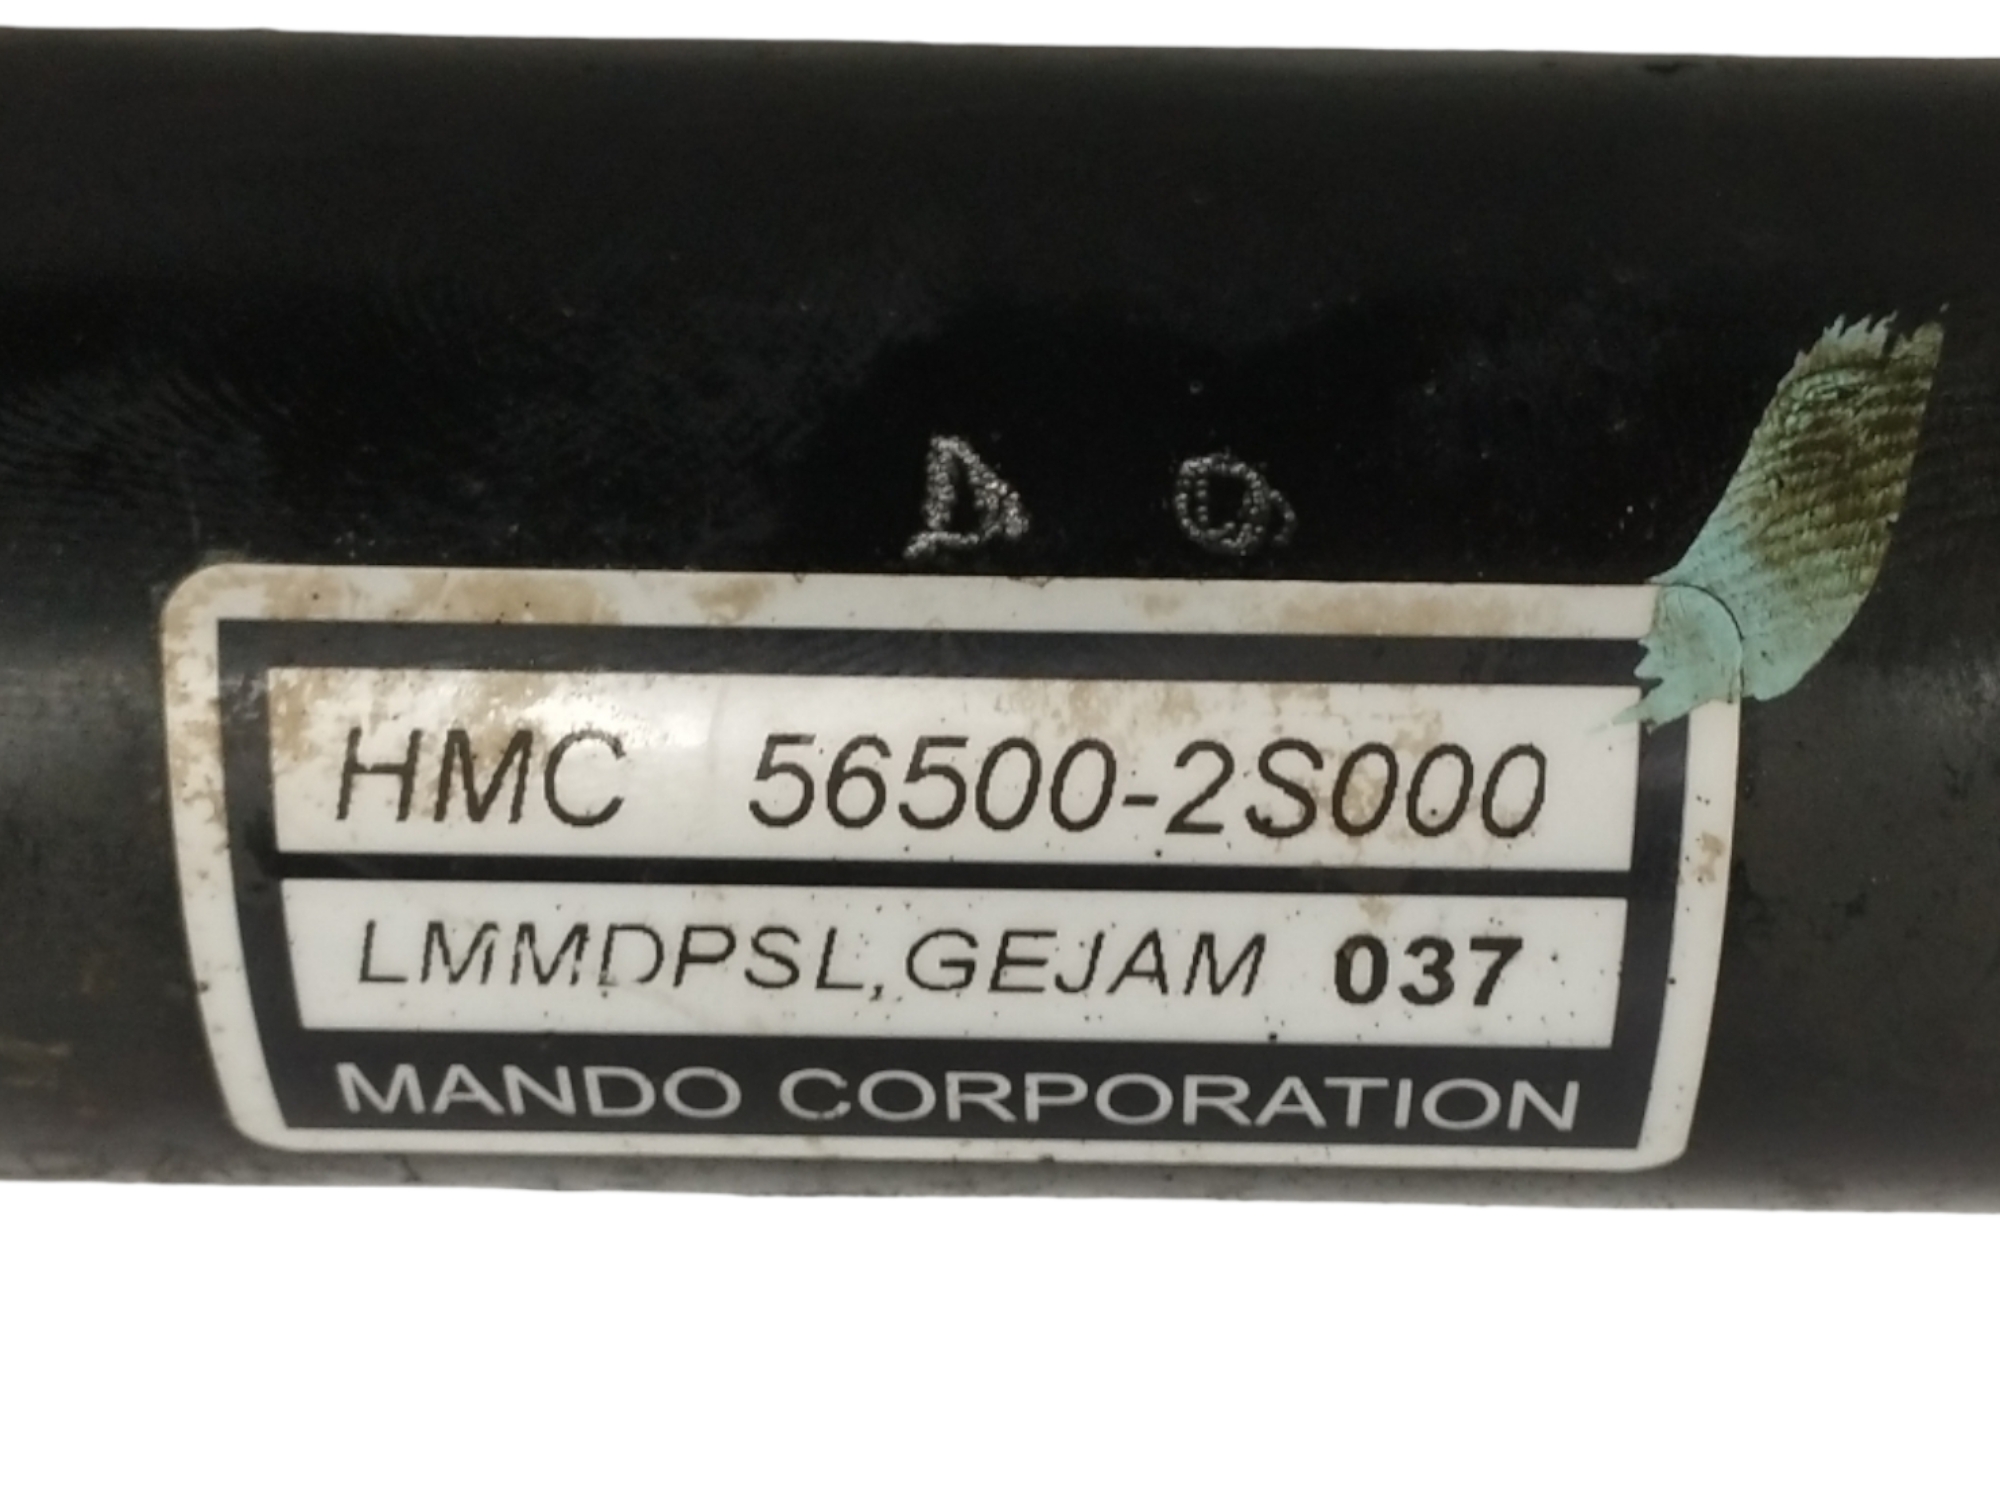 HMC 56500-2S000
LMMDPSL,GEJAM 037
MANDO CORPORATION